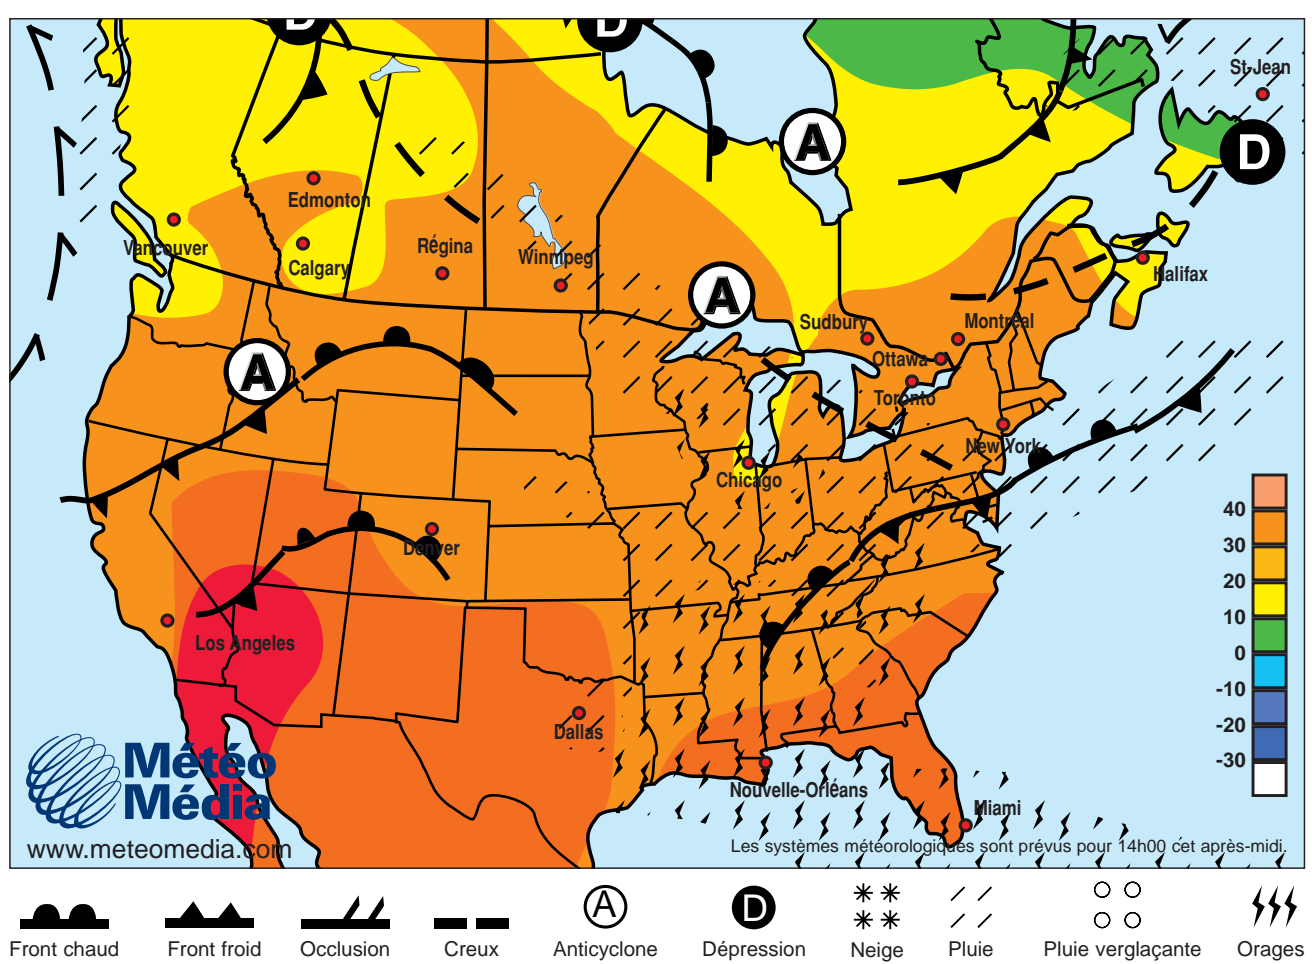 D
D
St-Jean
A
D
Edmonton
Vancouver
Régina
Calgary
Winnipeg
Halifax
A
Sudbury
Montréal
Ottawa
A
Toronto
New York
Chicago
40
Denver
30
20
10
Los Angeles
0
-10
Dallas
-20
Météo
Média
-30
Nouvelle-Orléans
Miami
www.meteomedia.com
Les systèmes météorologiques sont prévus pour 14h00 cet après-midi.
A
D
Front chaud
Front froid
Occlusion
Creux
Anticyclone
Dépression
Neige
Pluie
Pluie verglaçante
Orages